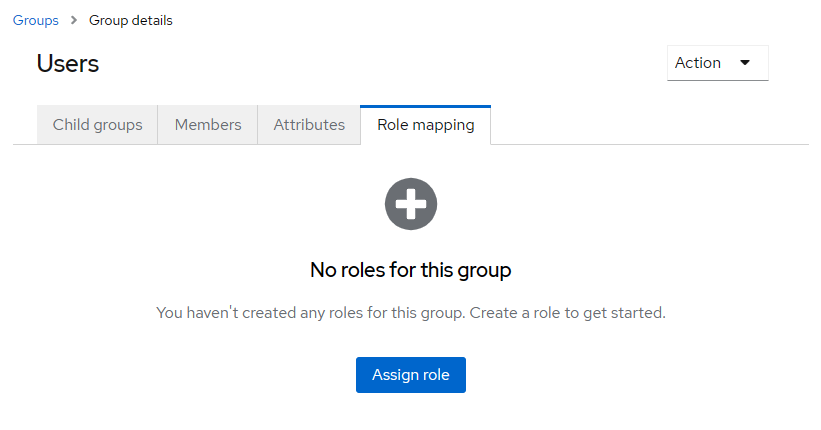 Groups > Group details
Users
Action
Child groups Members Attributes Role mapping
No roles for this group
You haven't created any roles for this group. Create a role to get started.
Assign role